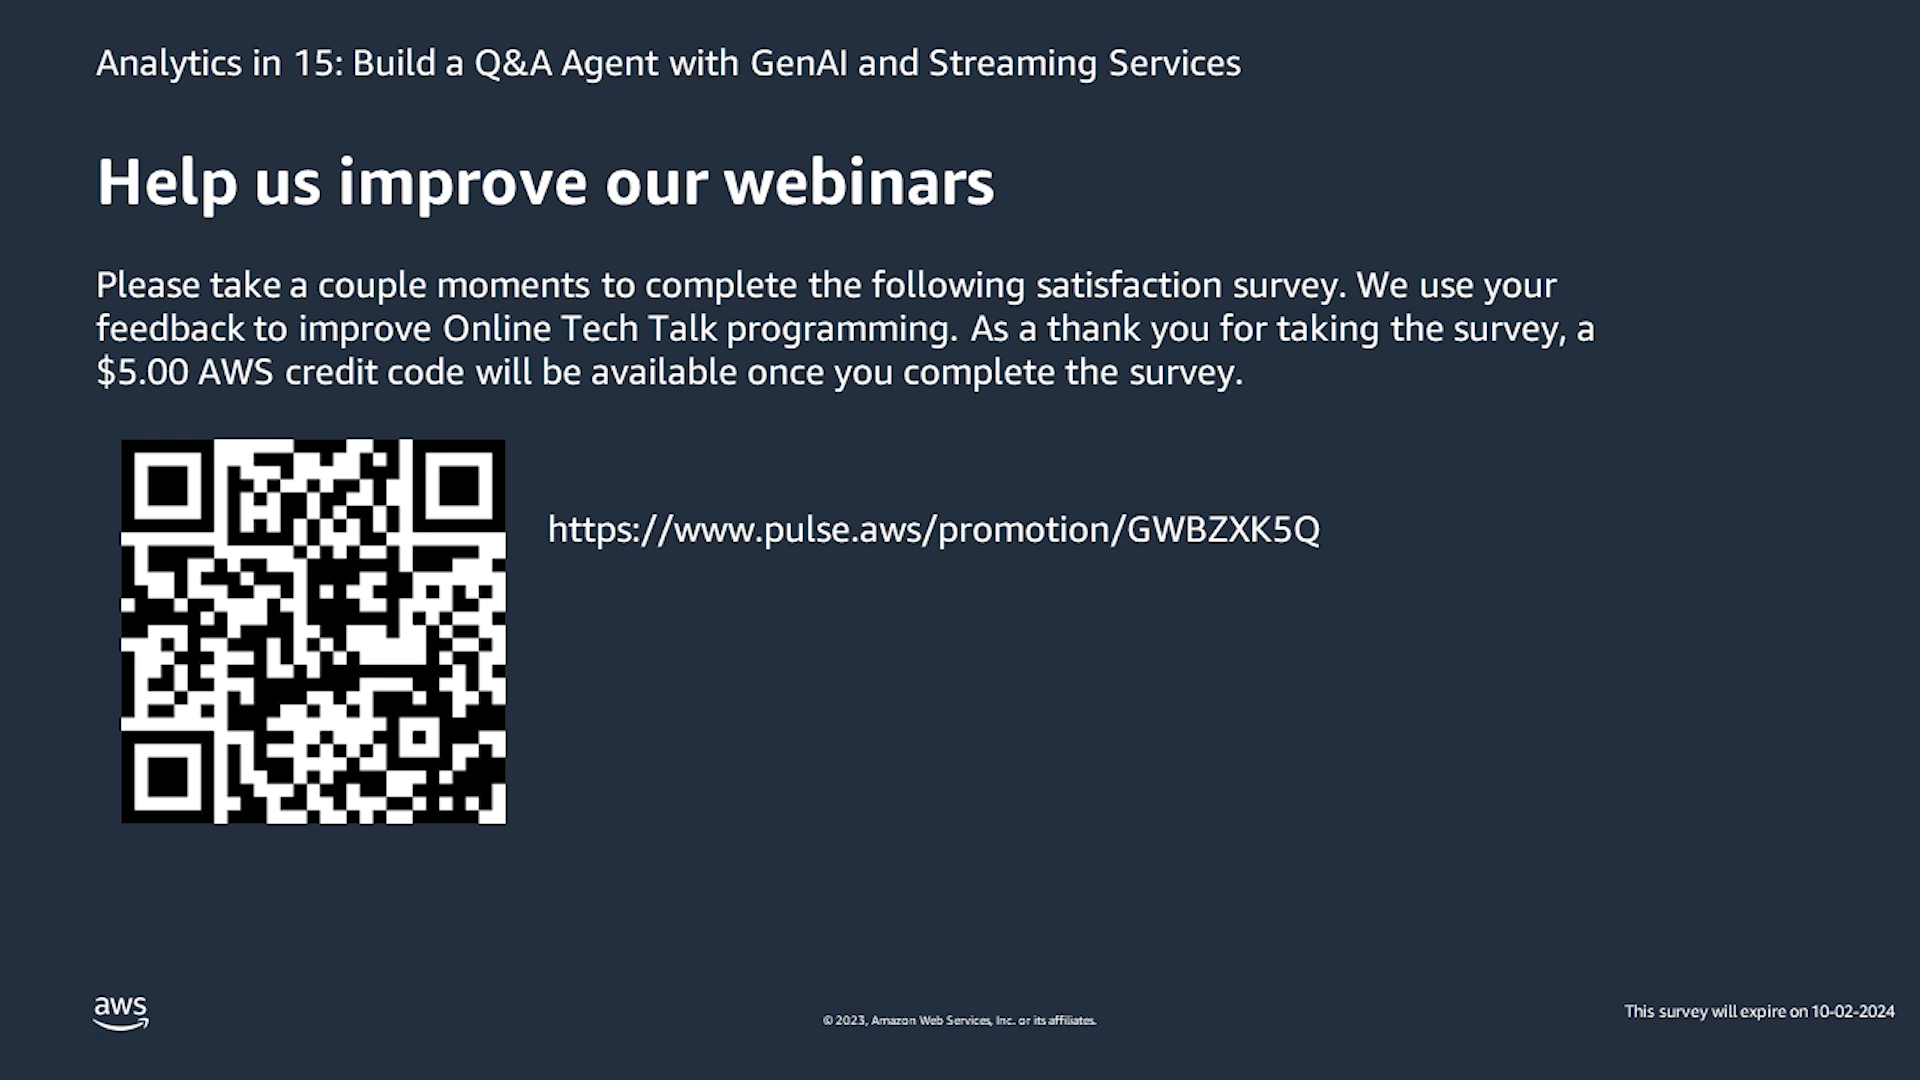 Analytics in 15: Build a Q&A Agent with GenAI and Streaming Services
Help us improve our webinars
Please take a couple moments to complete the following satisfaction survey. We use your
feedback to improve Online Tech Talk programming. As a thank you for taking the survey, a
$5.00 AWS credit code will be available once you complete the survey.
https://www.pulse.aws/promotion/GWBZXK5Q
aws
© 2023, Amazon Web Services, Inc. or its affiliates.
This survey will expire on 10-02-2024